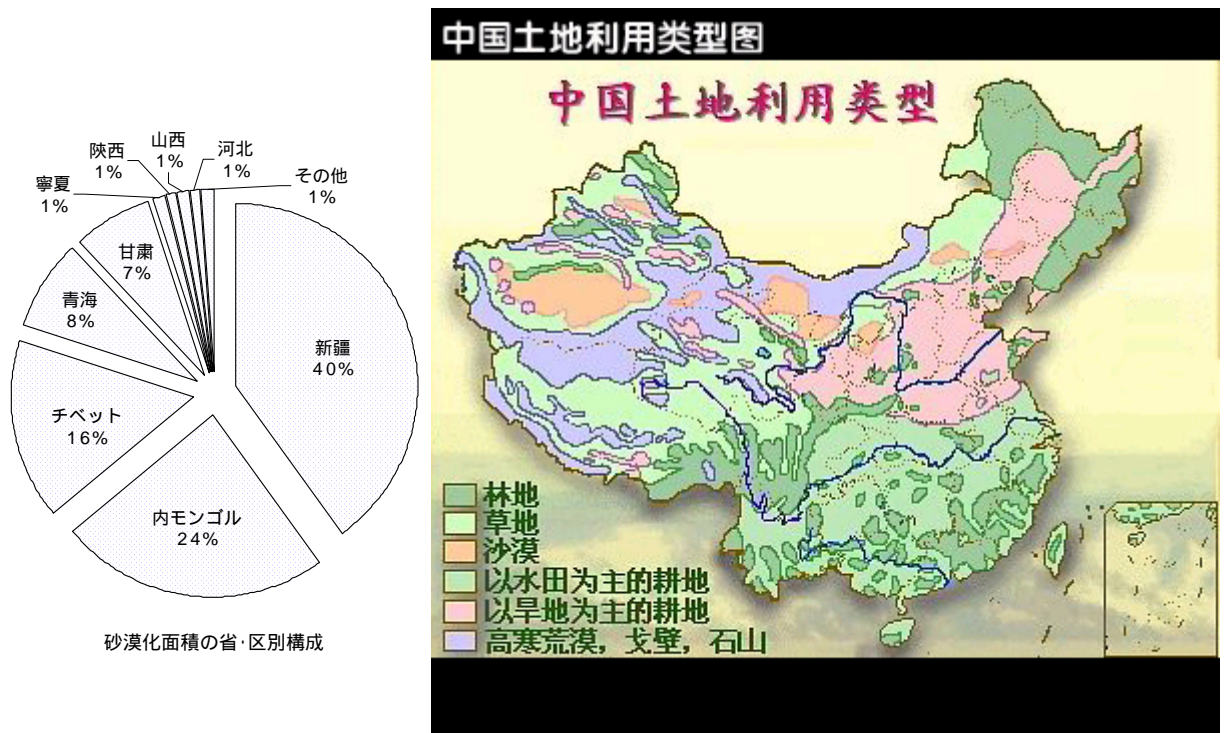 山西
1%
河北
1%
陝西
1%
その他
1%
寧夏
1%
甘粛
7%
青海
8%
新疆
40%
チベット
16%
内モンゴル
24%
砂漠化面積の省･区別構成
中国土地利用类型图
中国土地利用类型
林地
草地
沙漠
以水田为主的耕地
以旱地为主的耕地
高寒荒漠，戈壁，石山